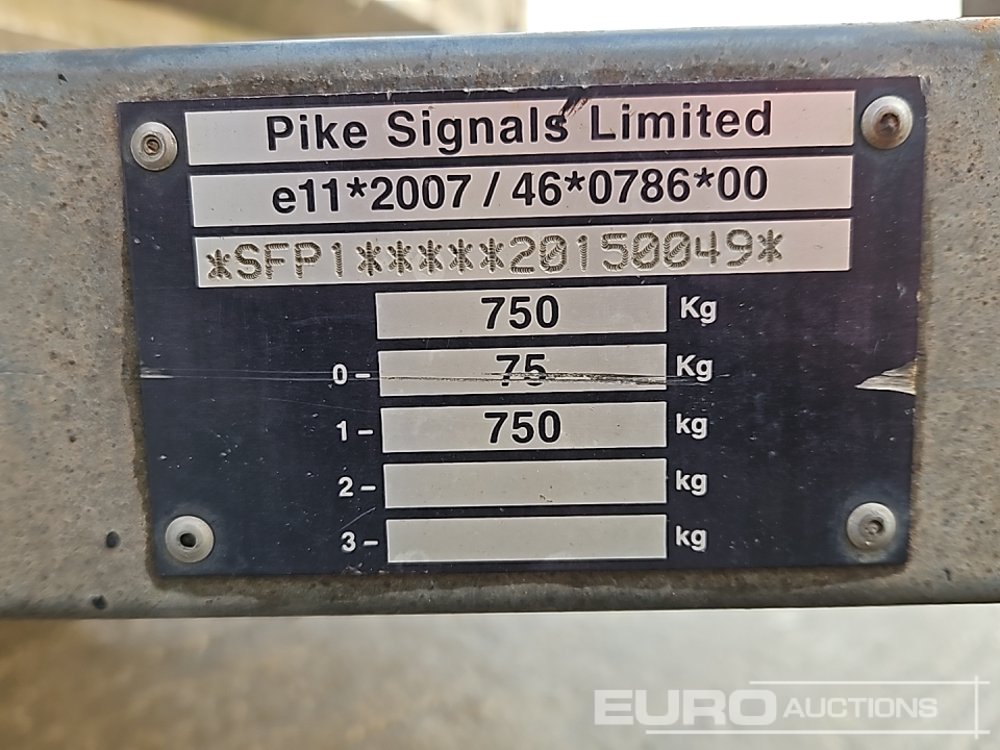 Pike Signals Limited
e11*2007 / 46*0786*00
*SFP1*****20150049*
750 Kg
0- 75 Kg
1- 750 kg
2- kg
3- kg
EURO AUCTIONS